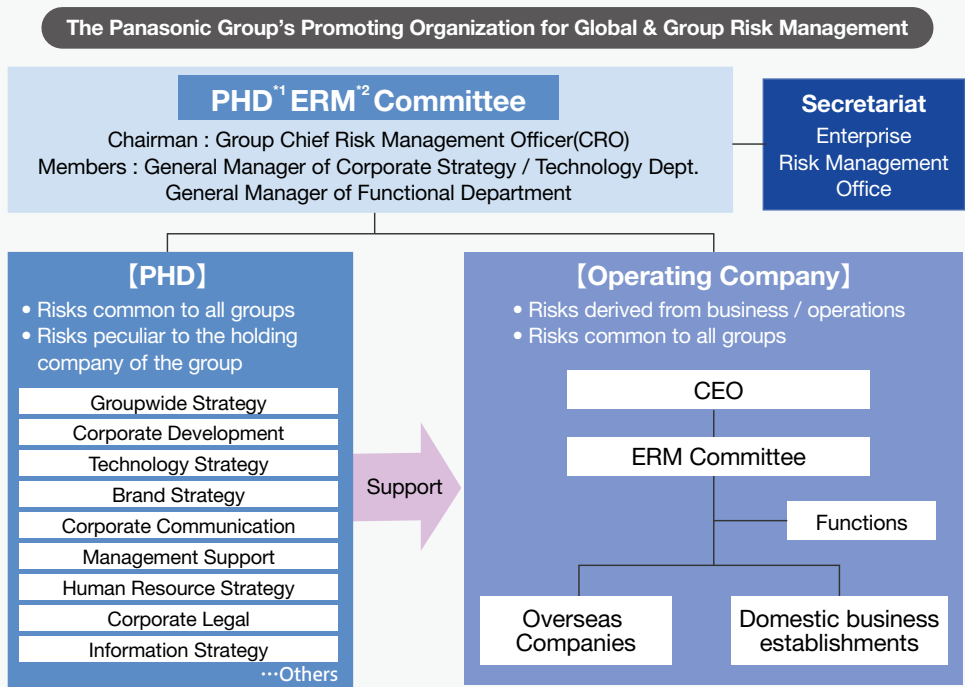 The Panasonic Group's Promoting Organization for Global & Group Risk Management
PHD*1 ERM*2 Committee
Chairman : Group Chief Risk Management Officer(CRO)
Members : General Manager of Corporate Strategy / Technology Dept.
General Manager of Functional Department
Secretariat
Enterprise
Risk Management
Office
【PHD】
• Risks common to all groups
• Risks peculiar to the holding
company of the group
Groupwide Strategy
Corporate Development
Technology Strategy
Brand Strategy
Corporate Communication
Management Support
Human Resource Strategy
Corporate Legal
Information Strategy
…Others
Support
【Operating Company】
• Risks derived from business / operations
• Risks common to all groups
CEO
ERM Committee
Functions
Overseas
Companies
Domestic business
establishments